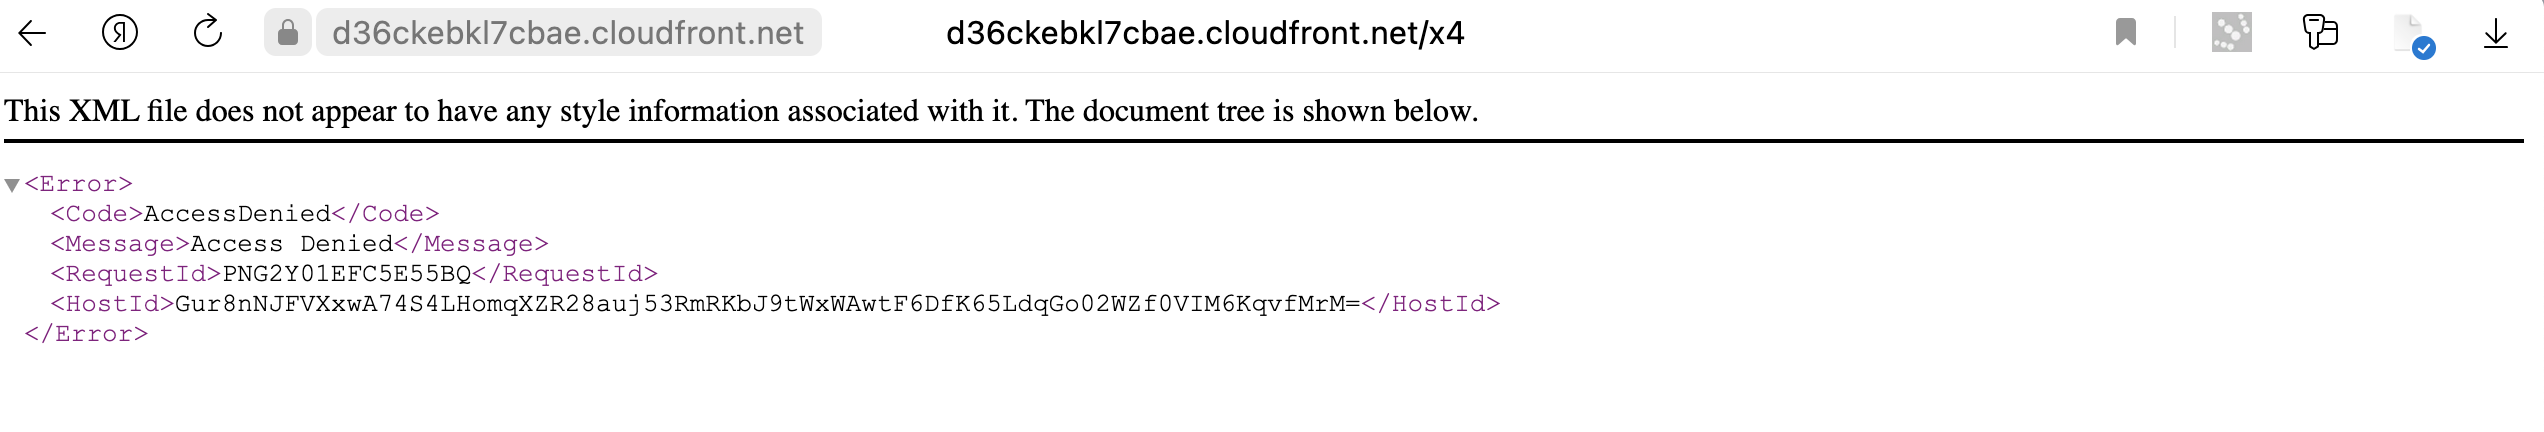 Я d36ckebkl7cbae.cloudfront.net d36ckebkl7cbae.cloudfront.net/x4
This XML file does not appear to have any style information associated with it. The document tree is shown below.
<Error>
<Code>AccessDenied</Code>
<Message>Access Denied</Message>
<RequestId>PNG2Y01EFC5E55BQ</RequestId>
<HostId>Gur8nNJFVXxwA74S4LHomqXZR28auj53RmRKbJ9tWxWAwtF6DfK65LdqGo02WZf0VIM6KqvfMrM=</HostId>
</Error>